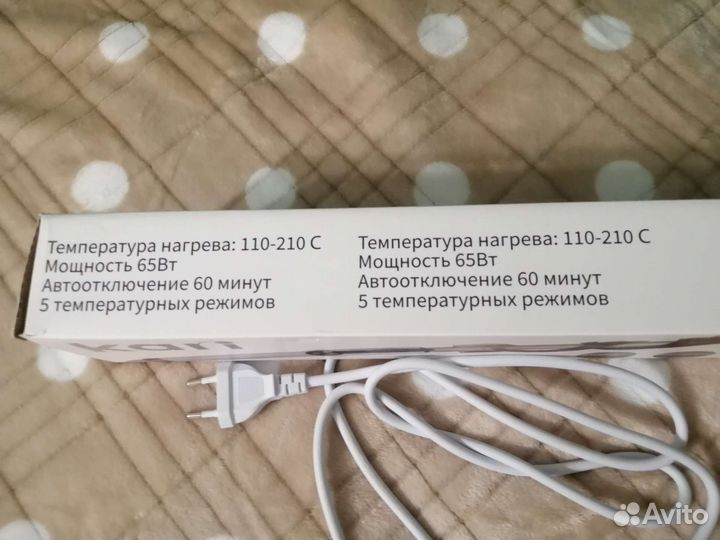 Температура нагрева: 110-210 С
Мощность 65Вт
Автоотключение 60 минут
5 температурных режимов
Температура нагрева: 110-210 С
Мощность 65Вт
Автоотключение 60 минут
5 температурных режимов
kari
Avito